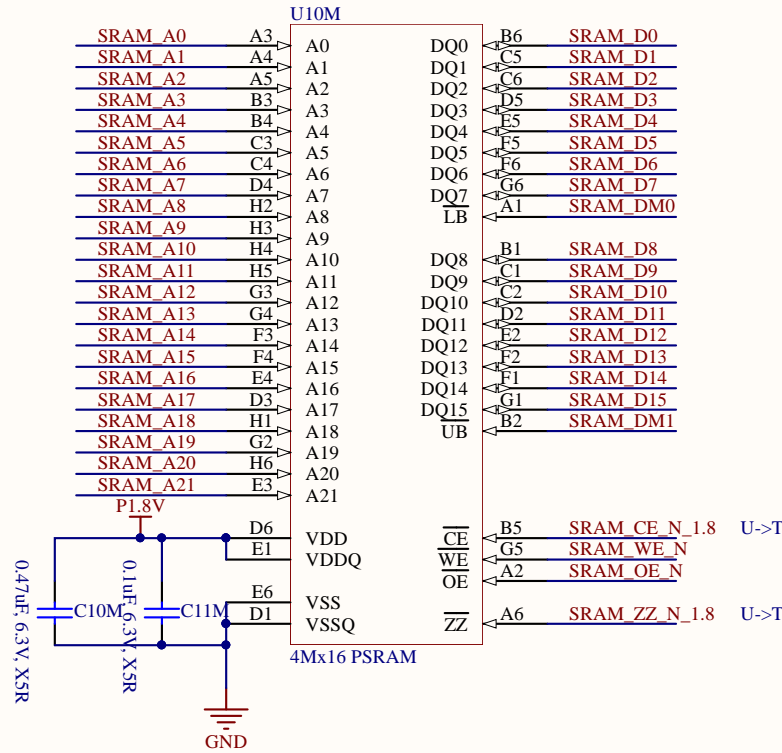 U10M
SRAM_A0 A3 A0 DQ0 B6 SRAM_D0
SRAM_A1 A4 A1 DQ1 C5 SRAM_D1
SRAM_A2 A5 A2 DQ2 C6 SRAM_D2
SRAM_A3 B3 A3 DQ3 D5 SRAM_D3
SRAM_A4 B4 A4 DQ4 E5 SRAM_D4
SRAM_A5 C3 A5 DQ5 F5 SRAM_D5
SRAM_A6 C4 A6 DQ6 F6 SRAM_D6
SRAM_A7 D4 A7 DQ7 G6 SRAM_D7
SRAM_A8 H2 A8 LB A1 SRAM_DM0
SRAM_A9 H3 A9
SRAM_A10 H4 A10 DQ8 B1 SRAM_D8
SRAM_A11 H5 A11 DQ9 C1 SRAM_D9
SRAM_A12 G3 A12 DQ10 C2 SRAM_D10
SRAM_A13 G4 A13 DQ11 D2 SRAM_D11
SRAM_A14 F3 A14 DQ12 E2 SRAM_D12
SRAM_A15 F4 A15 DQ13 F2 SRAM_D13
SRAM_A16 E4 A16 DQ14 F1 SRAM_D14
SRAM_A17 D3 A17 DQ15 G1 SRAM_D15
SRAM_A18 H1 A18 UB B2 SRAM_DM1
SRAM_A19 G2 A19
SRAM_A20 H6 A20
SRAM_A21 E3 A21
P1.8V
D6 VDD CE B5 SRAM_CE_N_1.8 U->T
E1 VDDQ WE G5 SRAM_WE_N
OE A2 SRAM_OE_N
E6 VSS
D1 VSSQ ZZ A6 SRAM_ZZ_N_1.8 U->T
0.47uF, 6.3V, X5R
C10M
0.1uF, 6.3V, X5R
C11M
4Mx16 PSRAM
GND